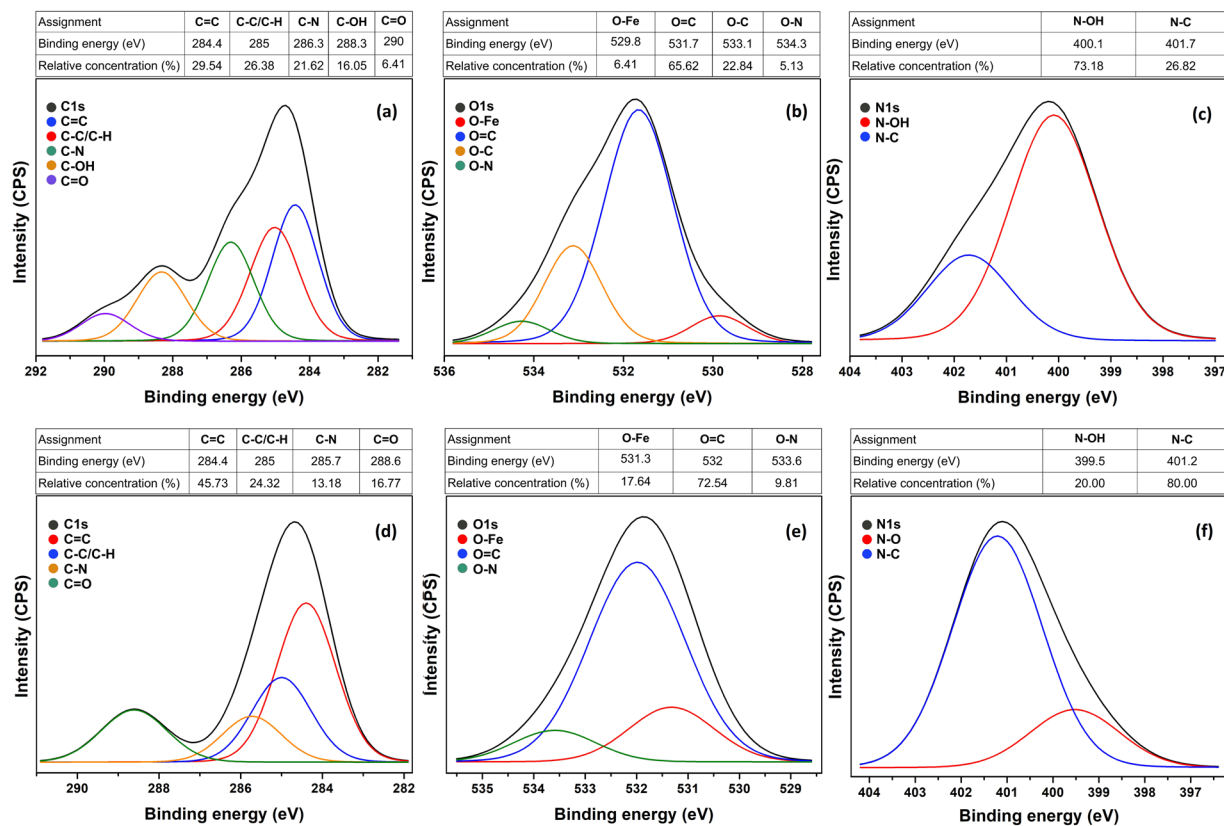 Assignment C=C C-C/C-H C-N C-OH C=O
Binding energy (eV) 284.4 285 286.3 288.3 290
Relative concentration (%) 29.54 26.38 21.62 16.05 6.41
(a)
C1s
C=C
C-C/C-H
C-N
C-OH
C=O
Intensity (CPS)
292 290 288 286 284 282
Binding energy (eV)
Assignment O-Fe O=C O-C O-N
Binding energy (eV) 529.8 531.7 533.1 534.3
Relative concentration (%) 6.41 65.62 22.84 5.13
(b)
O1s
O-Fe
O=C
O-C
O-N
Intensity (CPS)
536 534 532 530 528
Binding energy (eV)
Assignment N-OH N-C
Binding energy (eV) 400.1 401.7
Relative concentration (%) 73.18 26.82
(c)
N1s
N-OH
N-C
Intensity (CPS)
404 403 402 401 400 399 398 397
Binding energy (eV)
Assignment C=C C-C/C-H C-N C=O
Binding energy (eV) 284.4 285 285.7 288.6
Relative concentration (%) 45.73 24.32 13.18 16.77
(d)
C1s
C=C
C-C/C-H
C-N
C=O
Intensity (CPS)
290 288 286 284 282
Binding energy (eV)
Assignment O-Fe O=C O-N
Binding energy (eV) 531.3 532 533.6
Relative concentration (%) 17.64 72.54 9.81
(e)
O1s
O-Fe
O=C
O-N
Intensity (CPS)
535 534 533 532 531 530 529
Binding energy (eV)
Assignment N-OH N-C
Binding energy (eV) 399.5 401.2
Relative concentration (%) 20.00 80.00
(f)
N1s
N-O
N-C
Intensity (CPS)
404 403 402 401 400 399 398 397
Binding energy (eV)